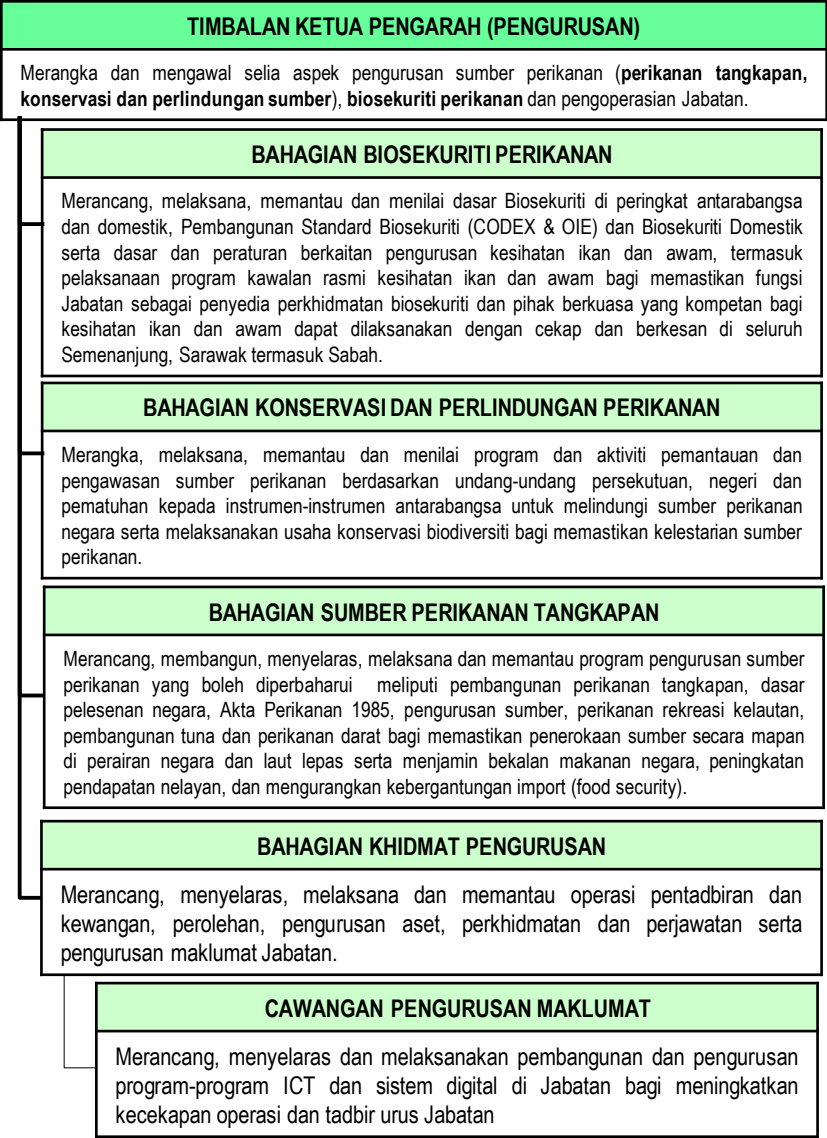 TIMBALAN KETUA PENGARAH (PENGURUSAN)
Merangka dan mengawal selia aspek pengurusan sumber perikanan (perikanan tangkapan,
konservasi dan perlindungan sumber), biosekuriti perikanan dan pengoperasian Jabatan.
BAHAGIAN BIOSEKURITI PERIKANAN
Merancang, melaksana, memantau dan menilai dasar Biosekuriti di peringkat antarabangsa
dan domestik, Pembangunan Standard Biosekuriti (CODEX & OIE) dan Biosekuriti Domestik
serta dasar dan peraturan berkaitan pengurusan kesihatan ikan dan awam, termasuk
pelaksanaan program kawalan rasmi kesihatan ikan dan awam bagi memastikan fungsi
Jabatan sebagai penyedia perkhidmatan biosekuriti dan pihak berkuasa yang kompetan bagi
kesihatan ikan dan awam dapat dilaksanakan dengan cekap dan berkesan di seluruh
Semenanjung, Sarawak termasuk Sabah.
BAHAGIAN KONSERVASI DAN PERLINDUNGAN PERIKANAN
Merangka, melaksana, memantau dan menilai program dan aktiviti pemantauan dan
pengawasan sumber perikanan berdasarkan undang-undang persekutuan, negeri dan
pematuhan kepada instrumen-instrumen antarabangsa untuk melindungi sumber perikanan
negara serta melaksanakan usaha konservasi biodiversiti bagi memastikan kelestarian sumber
perikanan.
BAHAGIAN SUMBER PERIKANAN TANGKAPAN
Merancang, membangun, menyelaras, melaksana dan memantau program pengurusan sumber
perikanan yang boleh diperbaharui meliputi pembangunan perikanan tangkapan, dasar
pelesenan negara, Akta Perikanan 1985, pengurusan sumber, perikanan rekreasi kelautan,
pembangunan tuna dan perikanan darat bagi memastikan penerokaan sumber secara mapan
di perairan negara dan laut lepas serta menjamin bekalan makanan negara, peningkatan
pendapatan nelayan, dan mengurangkan kebergantungan import (food security).
BAHAGIAN KHIDMAT PENGURUSAN
Merancang, menyelaras, melaksana dan memantau operasi pentadbiran dan
kewangan, perolehan, pengurusan aset, perkhidmatan dan perjawatan serta
pengurusan maklumat Jabatan.
CAWANGAN PENGURUSAN MAKLUMAT
Merancang, menyelaras dan melaksanakan pembangunan dan pengurusan
program-program ICT dan sistem digital di Jabatan bagi meningkatkan
kecekapan operasi dan tadbir urus Jabatan